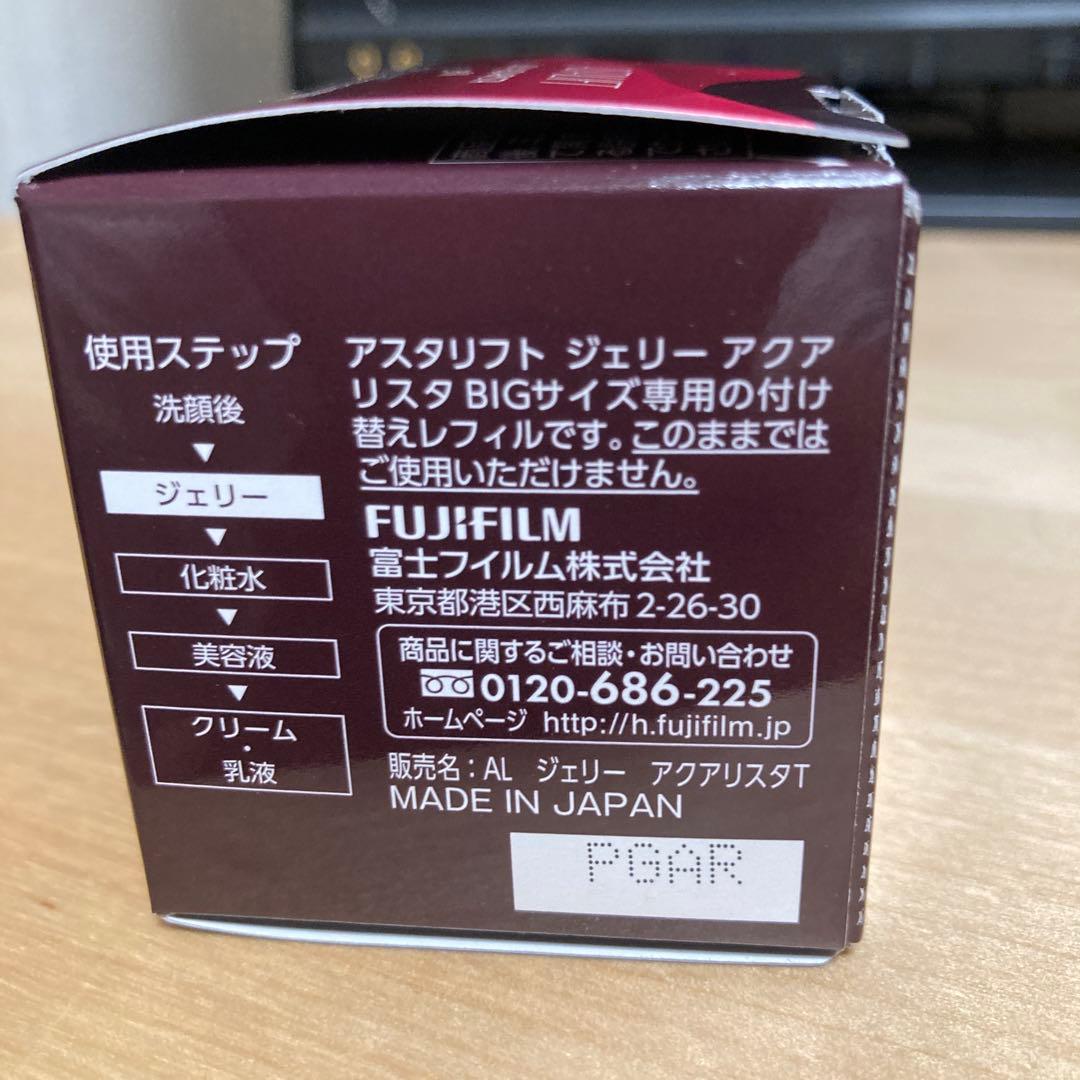 使用ステップ
洗顔後
▼
ジェリー
▼
化粧水
▼
美容液
▼
クリーム
・
乳液
アスタリフト ジェリー アクア
リスタ BIGサイズ専用の付け
替えレフィルです。このままでは
ご使用いただけません。
FUJIFILM
富士フイルム株式会社
東京都港区西麻布2-26-30
商品に関するご相談・お問い合わせ
0120-686-225
ホームページ http://h.fujifilm.jp
販売名：AL ジェリー アクアリスタT
MADE IN JAPAN
PGAR